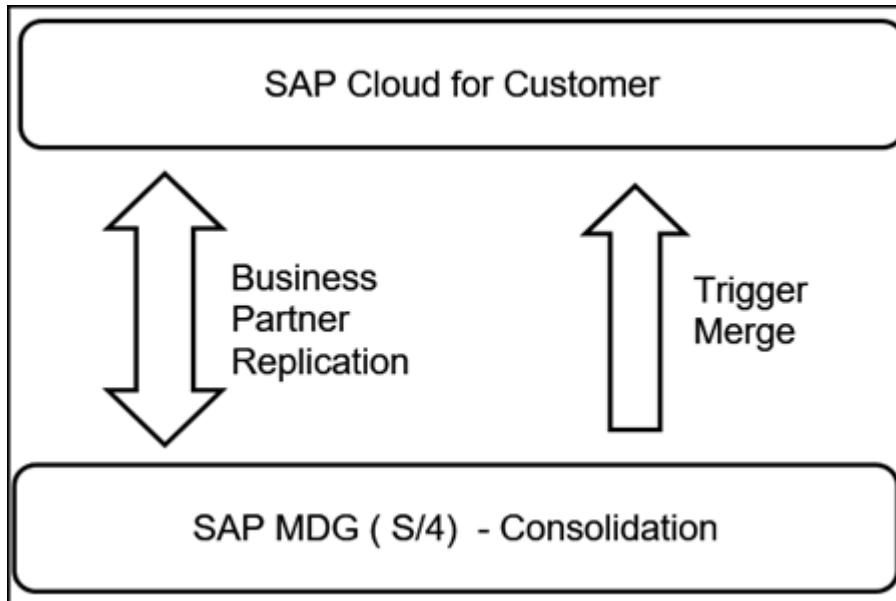 SAP Cloud for Customer
Business
Partner
Replication
Trigger
Merge
SAP MDG ( S/4)  - Consolidation